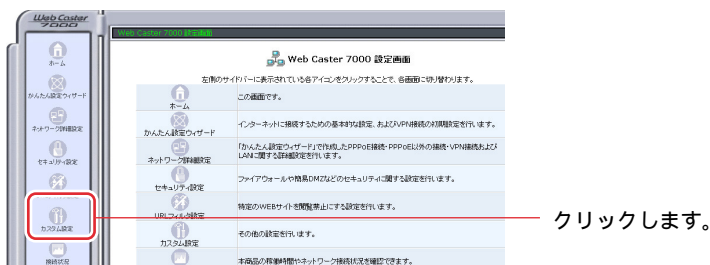 Web Caster
7000
Web Caster 7000 設定画面
Web Caster 7000 設定画面
左側のサイドバーに表示されている各アイコンをクリックすることで、各画面に切り替わります。
ホーム
かんたん設定ウィザード
ネットワーク詳細設定
セキュリティ設定
カスタム設定
接続状況
ホーム
この画面です。
かんたん設定ウィザード
インターネットに接続するための基本的な設定、およびVPN接続の初期設定を行います。
ネットワーク詳細設定
「かんたん設定ウィザード」で作成したPPPoE接続・PPPoE以外の接続・VPN接続および
LANに関する詳細設定を行います。
セキュリティ設定
ファイアウォールや簡易DMZなどのセキュリティに関する設定を行います。
URLフィルタ設定
特定のWEBサイトを閲覧禁止にする設定を行います。
カスタム設定
その他の設定を行います。
本商品の稼働時間やネットワーク接続状況を確認できます。
クリックします。